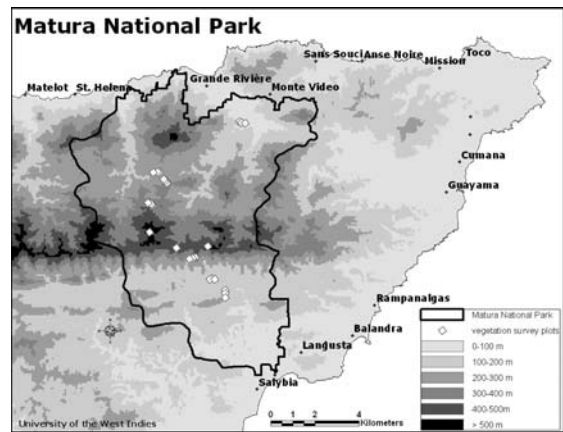 Matura National Park
Sans Souci
Anse Noire
Toco
Mission
Grande Rivière
Matelot
St. Helena
Monte Video
Cumana
Guayama
Rampanalgas
Balandra
Langusta
Salybia
Matura National Park
vegetation survey plots
0-100 m
100-200 m
200-300 m
300-400 m
400-500m
> 500 m
0 1 2 4
Kilometers
University of the West Indies